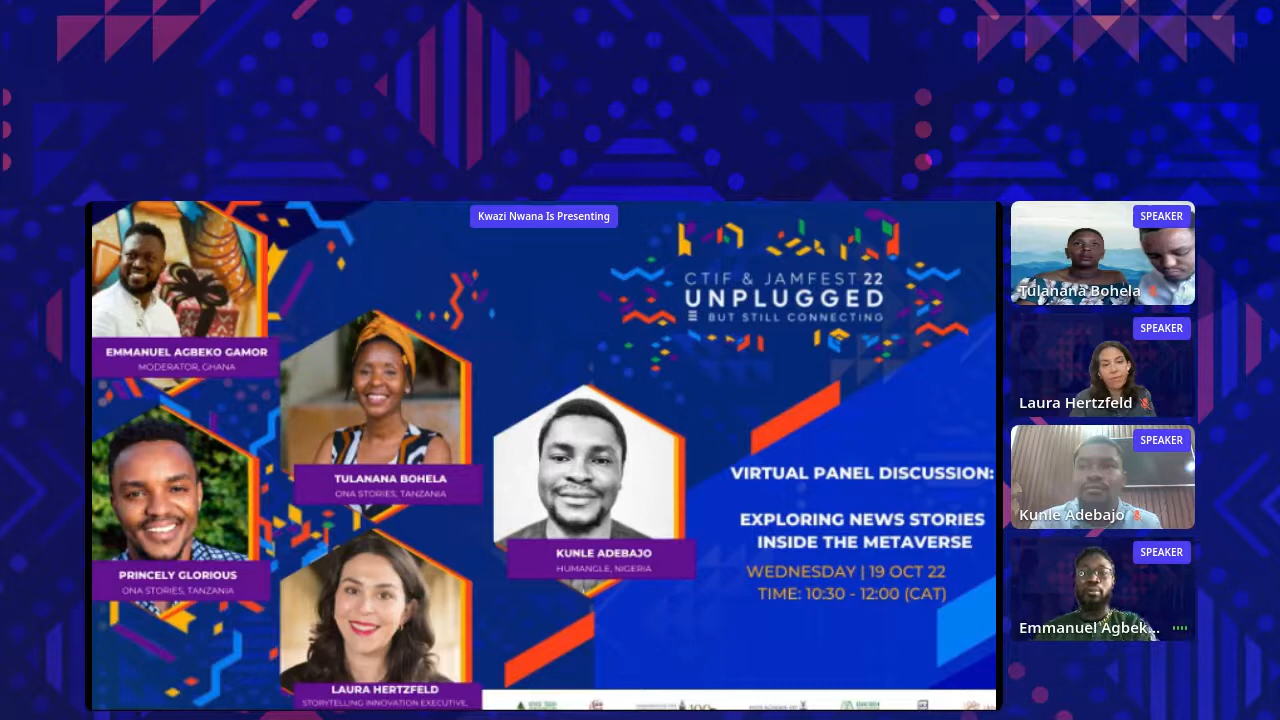 Kwazi Nwana Is Presenting
CTIF & JAMFEST 22
UNPLUGGED
BUT STILL CONNECTING
EMMANUEL AGBEKO GAMOR
MODERATOR, GHANA
TULANANA BOHELA
ONA STORIES, TANZANIA
KUNLE ADEBAJO
HUMANGLE, NIGERIA
PRINCELY GLORIOUS
ONA STORIES, TANZANIA
LAURA HERTZFELD
STORYTELLING INNOVATION EXECUTIVE,
VIRTUAL PANEL DISCUSSION:
EXPLORING NEWS STORIES
INSIDE THE METAVERSE
WEDNESDAY | 19 OCT 22
TIME: 10:30 - 12:00 (CAT)
SPEAKER
Tulanana Bohela
SPEAKER
Laura Hertzfeld
SPEAKER
Kunle Adebajo
SPEAKER
Emmanuel Agbek...